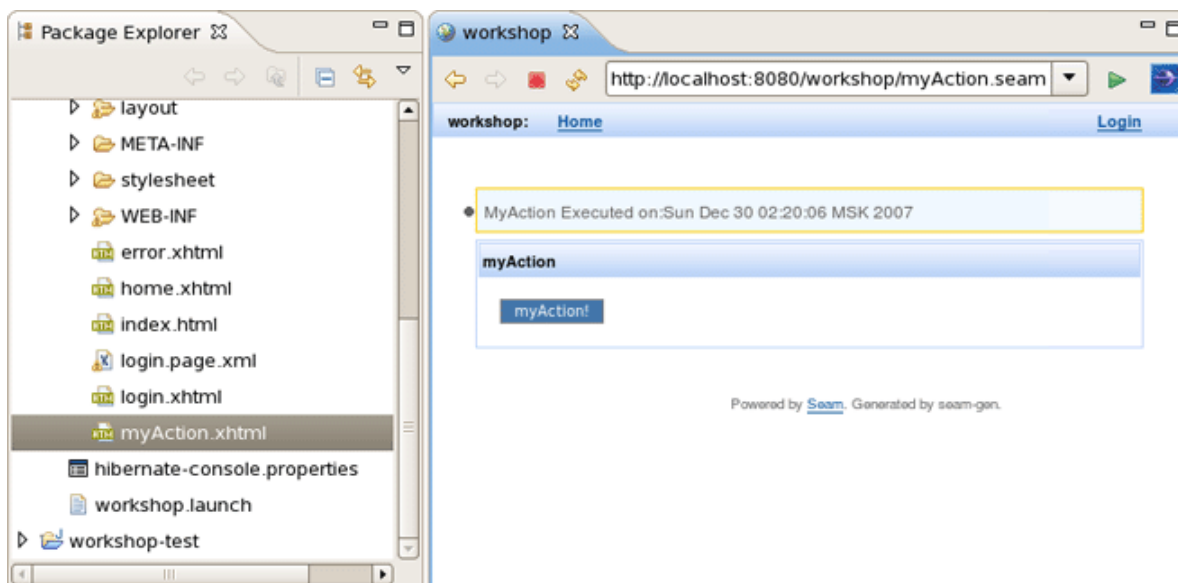 Package Explorer
layout
META-INF
stylesheet
WEB-INF
error.xhtml
home.xhtml
index.html
login.page.xml
login.xhtml
myAction.xhtml
hibernate-console.properties
workshop.launch
workshop-test
workshop
http://localhost:8080/workshop/myAction.seam
workshop: Home Login
MyAction Executed on:Sun Dec 30 02:20:06 MSK 2007
myAction
myAction!
Powered by Seam. Generated by seam-gen.